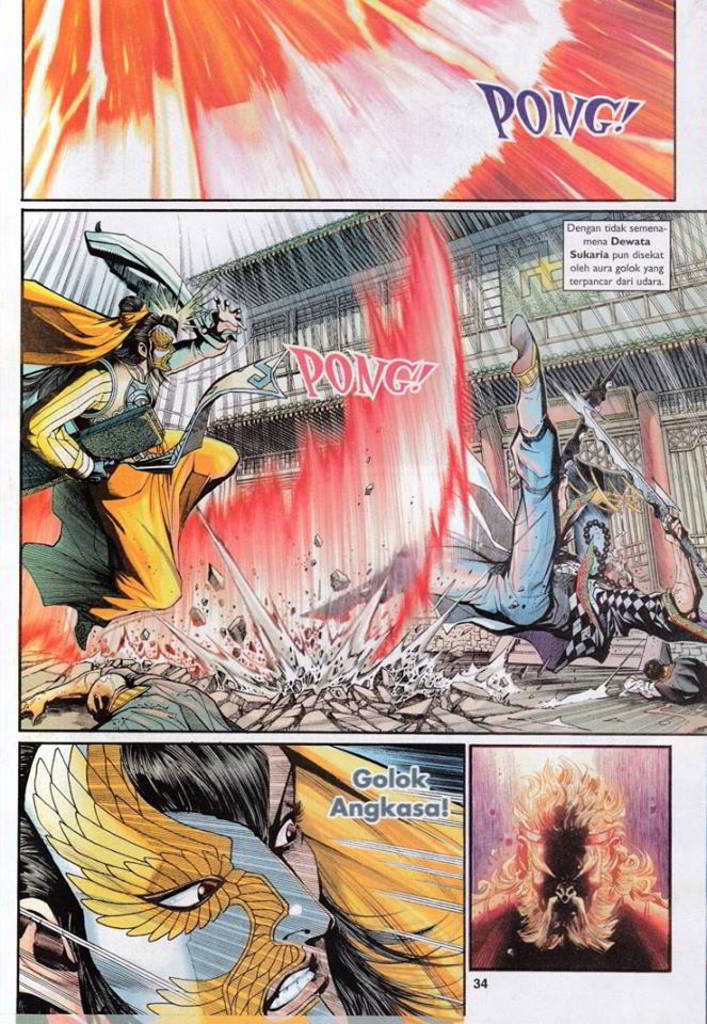 PONG!
Dengan tidak semena-
mena Dewata
Sukaria pun disekat
oleh aura golok yang
terpancar dari udara.
PONG!
Golok
Angkasa!
34